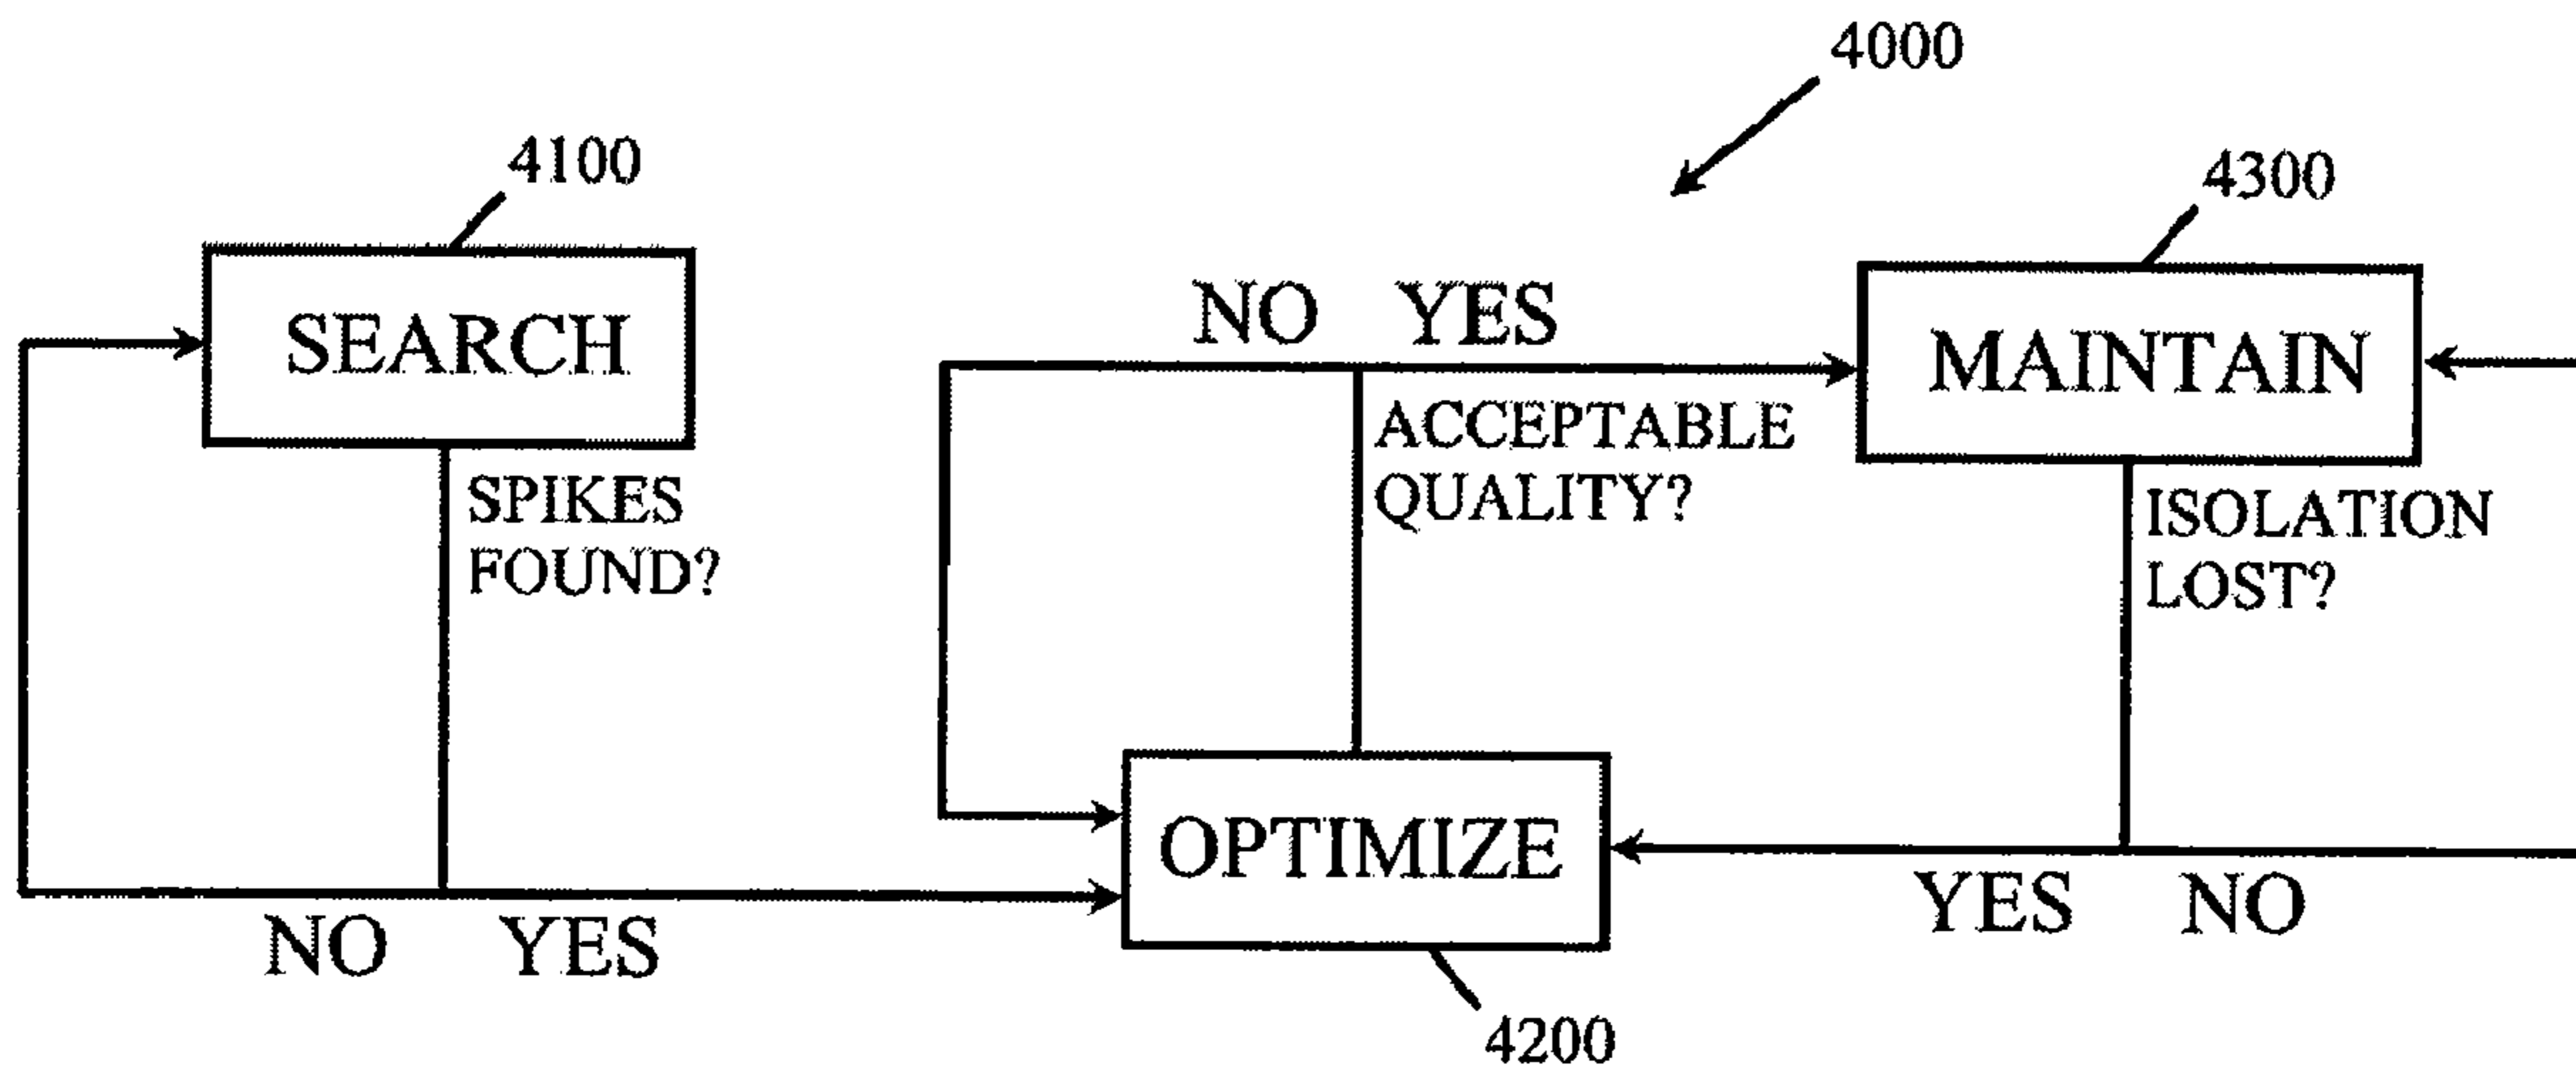 4000
4100
4300
SEARCH
NO YES
MAINTAIN
ACCEPTABLE
QUALITY?
SPIKES
FOUND?
ISOLATION
LOST?
OPTIMIZE
NO YES
YES NO
4200